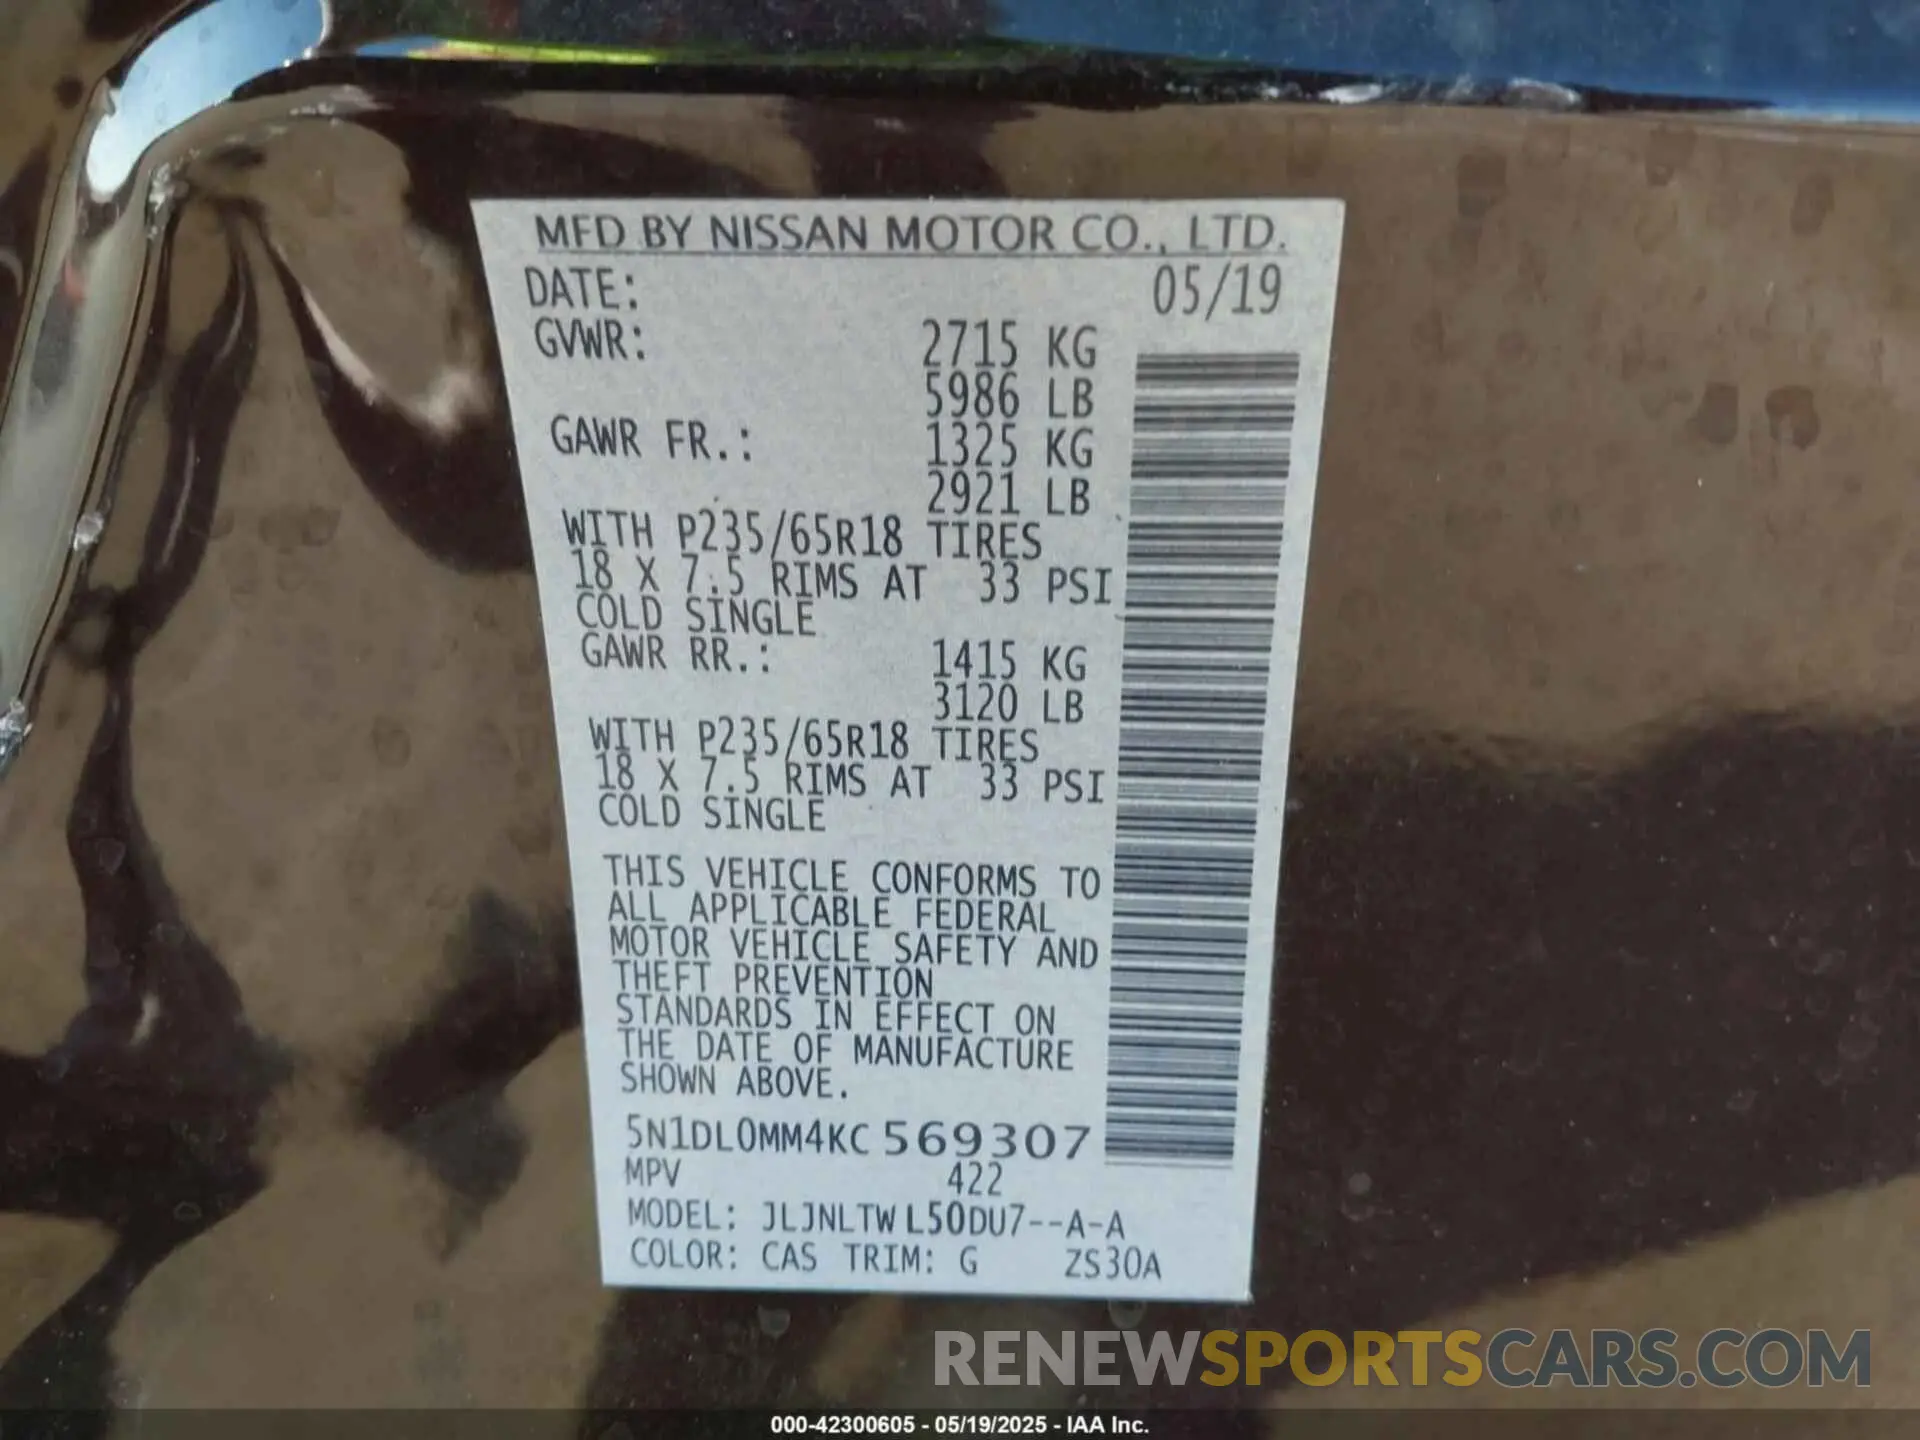 MFD BY NISSAN MOTOR CO., LTD.
DATE: 05/19
GVWR: 2715 KG
5986 LB
GAWR FR.: 1325 KG
2921 LB
WITH P235/65R18 TIRES
18 X 7.5 RIMS AT 33 PSI
COLD SINGLE
GAWR RR.: 1415 KG
3120 LB
WITH P235/65R18 TIRES
18 X 7.5 RIMS AT 33 PSI
COLD SINGLE
THIS VEHICLE CONFORMS TO
ALL APPLICABLE FEDERAL
MOTOR VEHICLE SAFETY AND
THEFT PREVENTION
STANDARDS IN EFFECT ON
THE DATE OF MANUFACTURE
SHOWN ABOVE.
5N1DL0MM4KC569307
MPV 422
MODEL: JLJNLTWL50DU7--A-A
COLOR: CAS TRIM: G ZS30A
RENEWSPORTSCARS.COM
000-42300605 - 05/19/2025 - IAA Inc.